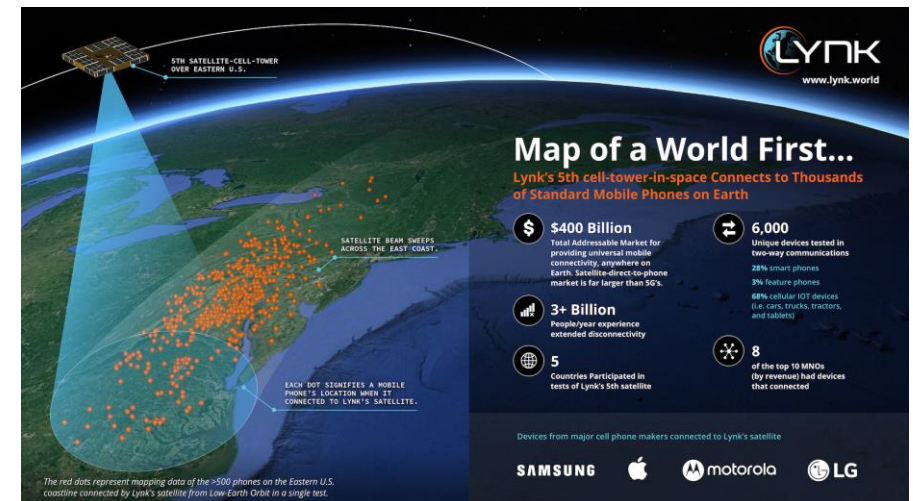 5TH SATELLITE-CELL-TOWER
OVER EASTERN U.S.
LYNK
www.lynk.world
Map of a World First...
Lynk's 5th cell-tower-in-space Connects to Thousands
of Standard Mobile Phones on Earth
$
$400 Billion
Total Addressable Market for
providing universal mobile
connectivity, anywhere on
Earth. Satellite-direct-to-phone
market is far larger than 5G's.
3+ Billion
People/year experience
extended disconnectivity
5
Countries Participated in
tests of Lynk's 5th satellite
6,000
Unique devices tested in
two-way communications
28% smart phones
3% feature phones
68% cellular IOT devices
(i.e. cars, trucks, tractors,
and tablets)
8
of the top 10 MNOs
(by revenue) had devices
that connected
SATELLITE BEAM SWEEPS
ACROSS THE EAST COAST.
EACH DOT SIGNIFIES A MOBILE
PHONE'S LOCATION WHEN IT
CONNECTED TO LYNK'S SATELLITE.
Devices from major cell phone makers connected to Lynk's satellite
SAMSUNG
motorola
LG
The red dots represent mapping data of the >500 phones on the Eastern U.S.
coastline connected by Lynk's satellite from Low-Earth Orbit in a single test.